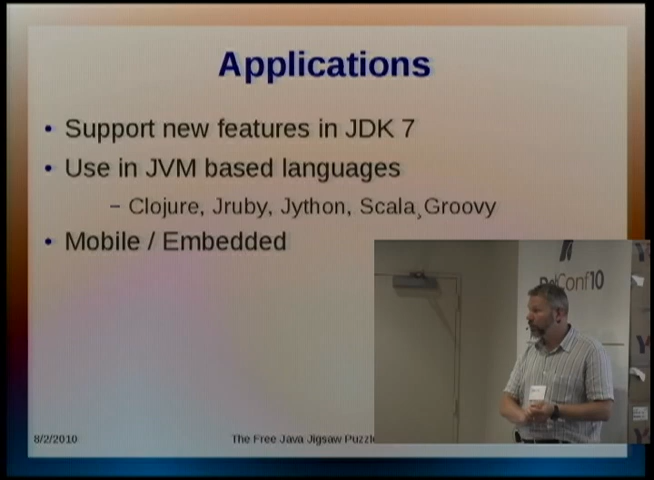 Applications
• Support new features in JDK 7
• Use in JVM based languages
– Clojure, Jruby, Jython, Scala¸Groovy
• Mobile / Embedded
Conf10
8/2/2010
The Free Java Jigsaw Puzzle